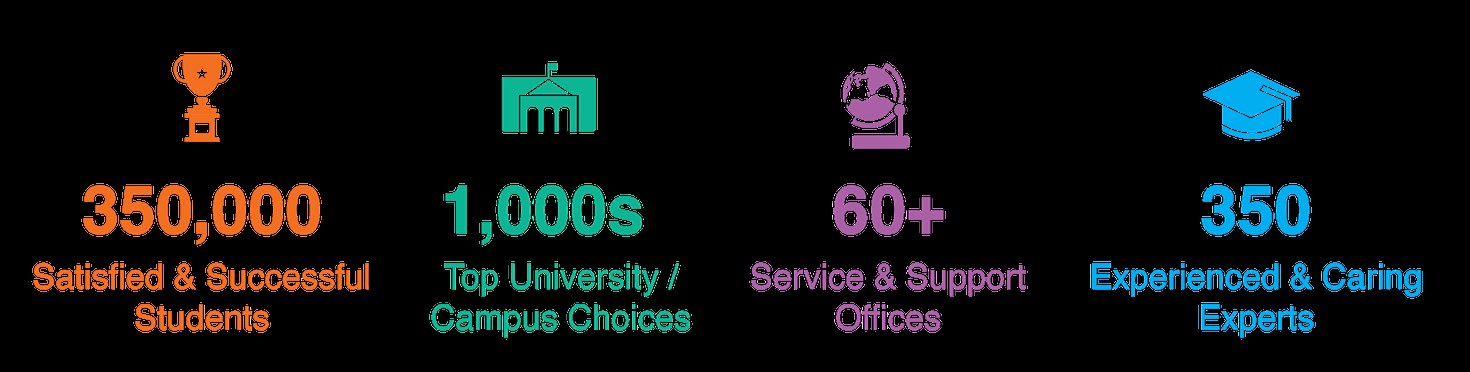 350,000
Satisfied & Successful
Students
1,000s
Top University /
Campus Choices
60+
Service & Support
Offices
350
Experienced & Caring
Experts